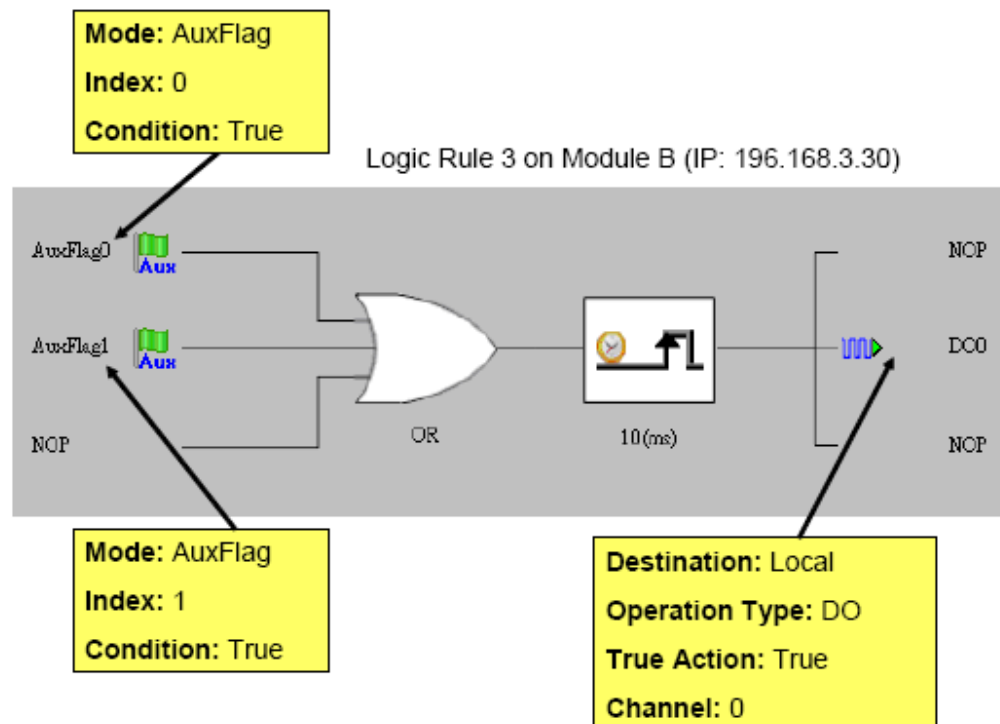 Mode: AuxFlag
Index: 0
Condition: True
Logic Rule 3 on Module B (IP: 196.168.3.30)
AuxFlag0
Aux
NOP
AuxFlag1
Aux
DO0
NOP
OR
10(ms)
NOP
Mode: AuxFlag
Index: 1
Condition: True
Destination: Local
Operation Type: DO
True Action: True
Channel: 0